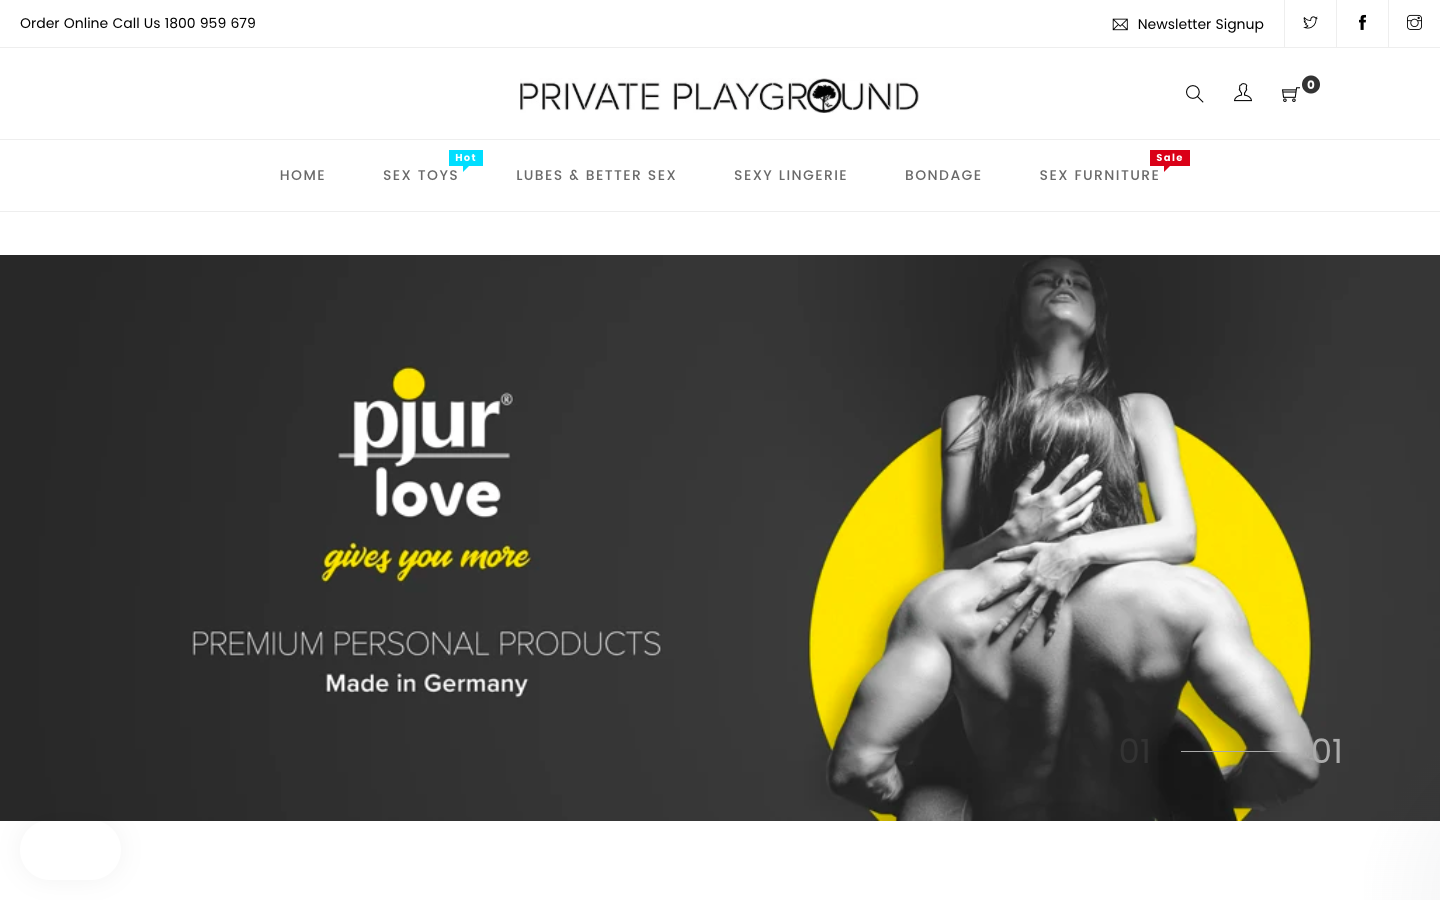 Order Online Call Us 1800 959 679
Newsletter Signup
PRIVATE PLAYGROUND
0
Hot
Sale
HOME
SEX TOYS
LUBES & BETTER SEX
SEXY LINGERIE
BONDAGE
SEX FURNITURE
pjur®
love
gives you more
PREMIUM PERSONAL PRODUCTS
Made in Germany
01
01